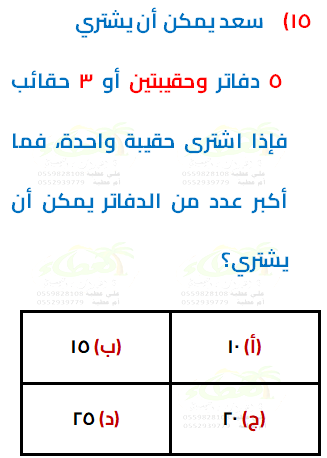 ١٥) سعد يمكن أن يشتري
٥ دفاتر وحقيبتين أو ٣ حقائب
فإذا اشترى حقيبة واحدة، فما
أكبر عدد من الدفاتر يمكن أن
يشتري؟
(أ) ١٠
(ب) ١٥
(ج) ٢٠
(د) ٢٥